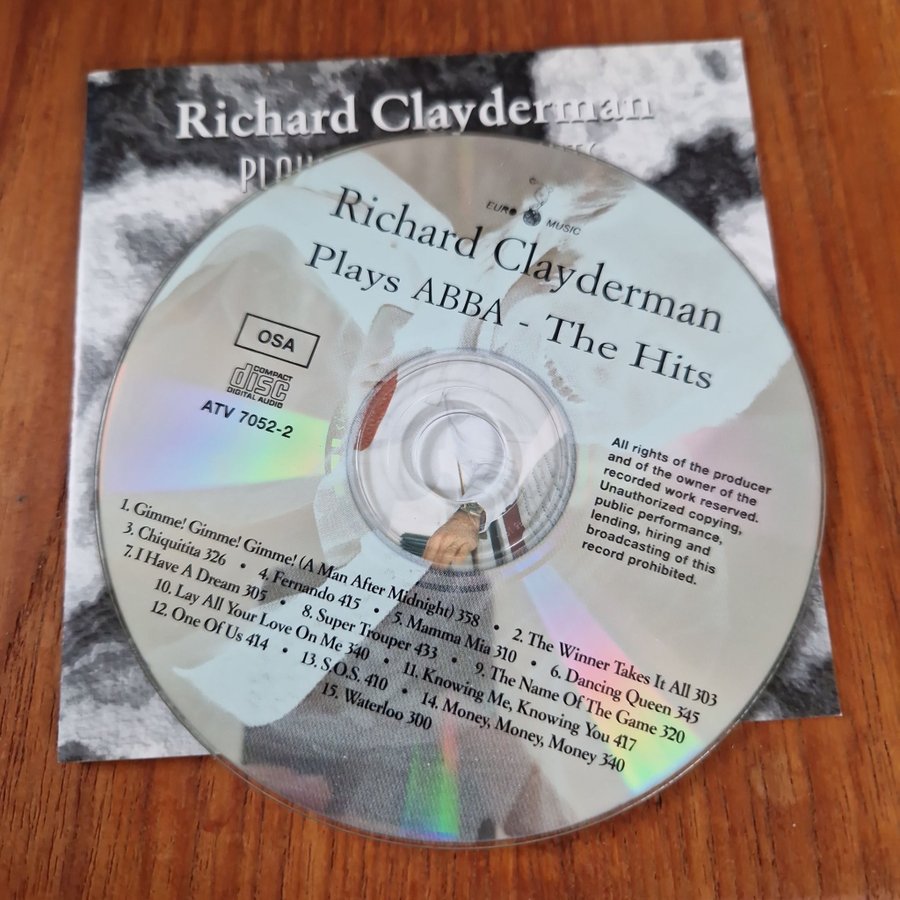 Richard Clayderman
EURO MUSIC
Richard Clayderman
Plays ABBA - The Hits
OSA
COMPACT
disc
DIGITAL AUDIO
ATV 7052-2
All rights of the producer
and of the owner of the
recorded work reserved.
Unauthorized copying,
public performance,
lending, hiring and
broadcasting of this
record prohibited.
1. Gimme! Gimme! Gimme! (A Man After Midnight) 358 • 2. The Winner Takes It All 303
3. Chiquitita 326 • 4. Fernando 415 • 5. Mamma Mia 310 • 6. Dancing Queen 345
7. I Have A Dream 305 • 8. Super Trouper 433 • 9. The Name Of The Game 320
10. Lay All Your Love On Me 340 • 11. Knowing Me, Knowing You 417
12. One Of Us 414 • 13. S.O.S. 410 • 14. Money, Money, Money 340
15. Waterloo 300